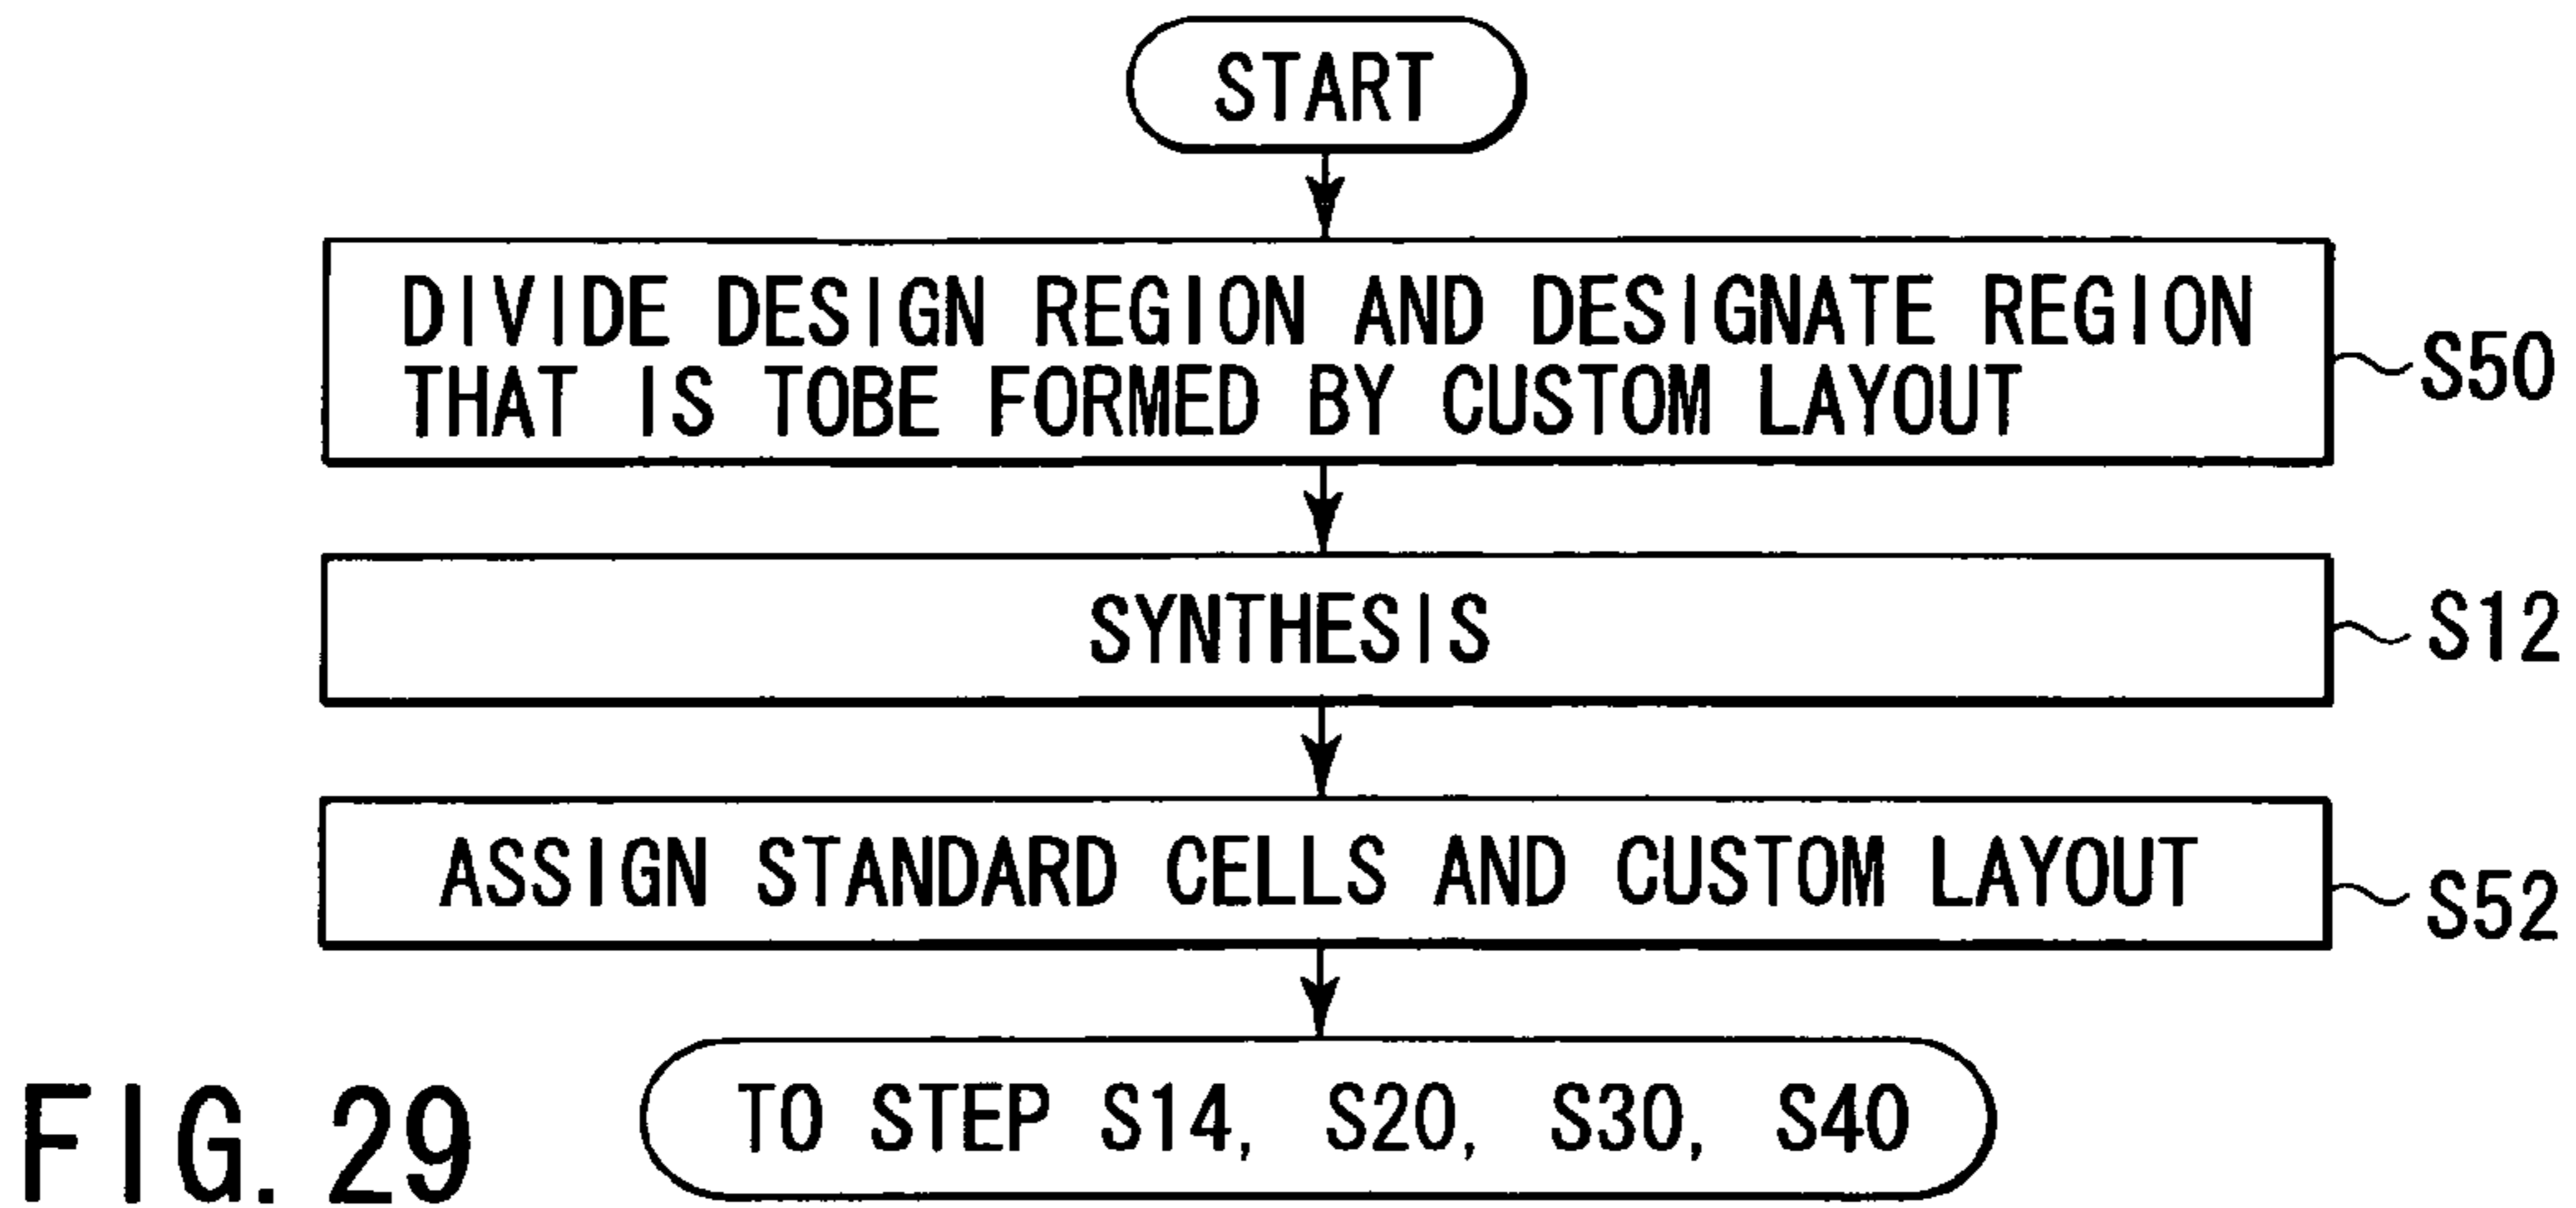 START
DIVIDE DESIGN REGION AND DESIGNATE REGION
THAT IS TOBE FORMED BY CUSTOM LAYOUT
S50
SYNTHESIS
S12
ASSIGN STANDARD CELLS AND CUSTOM LAYOUT
S52
TO STEP S14, S20, S30, S40
FIG. 29